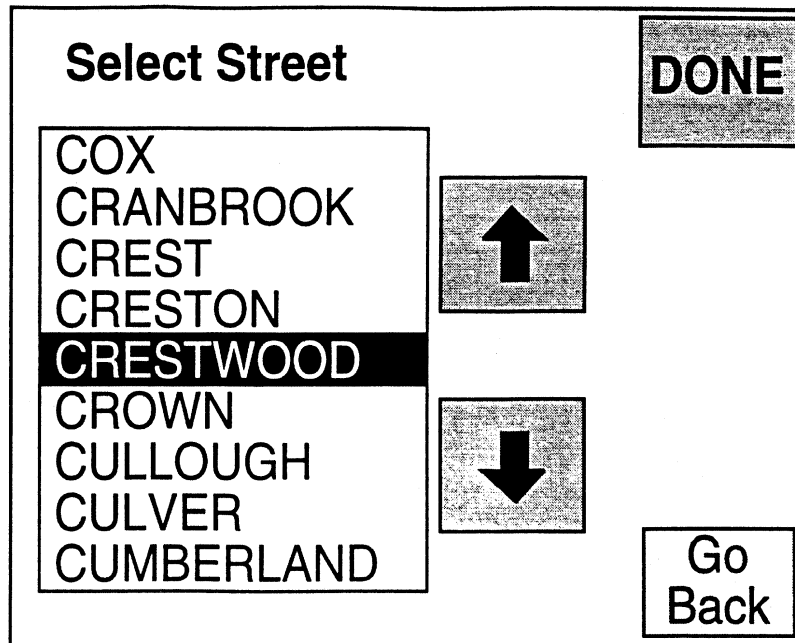 Select Street
DONE
COX
CRANBROOK
CREST
CRESTON
CRESTWOOD
CROWN
CULLOUGH
CULVER
CUMBERLAND
Go
Back